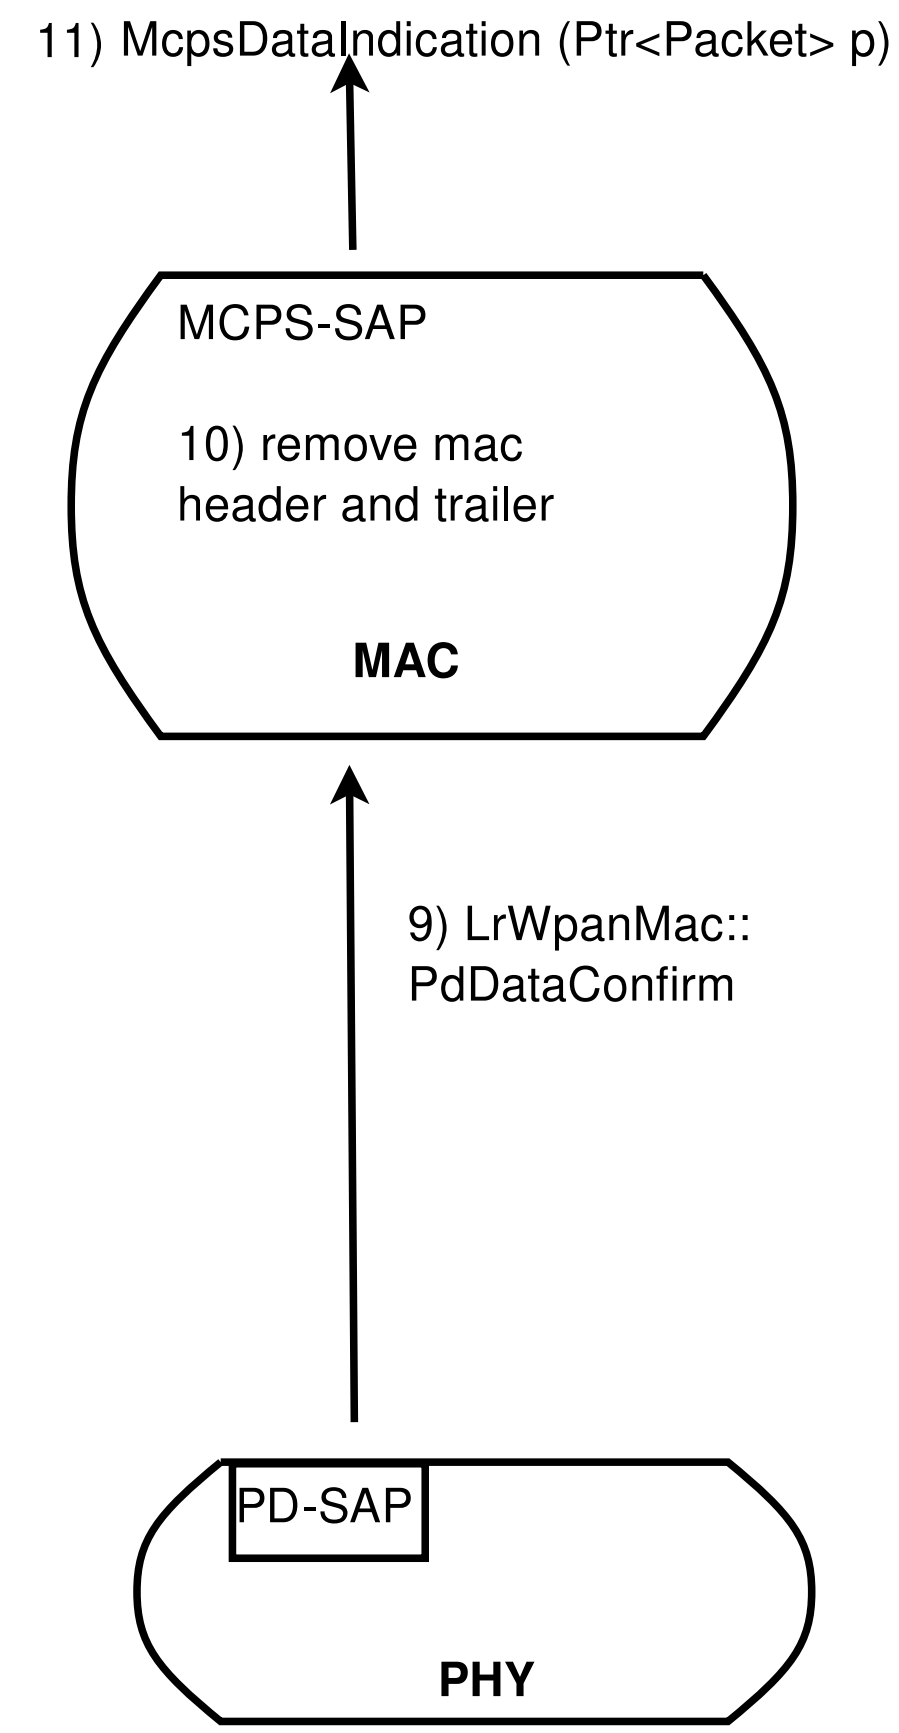 11) McpsDataIndication (Ptr<Packet> p)
MCPS-SAP
10) remove mac
header and trailer
MAC
9) LrWpanMac::
PdDataConfirm
PD-SAP
PHY